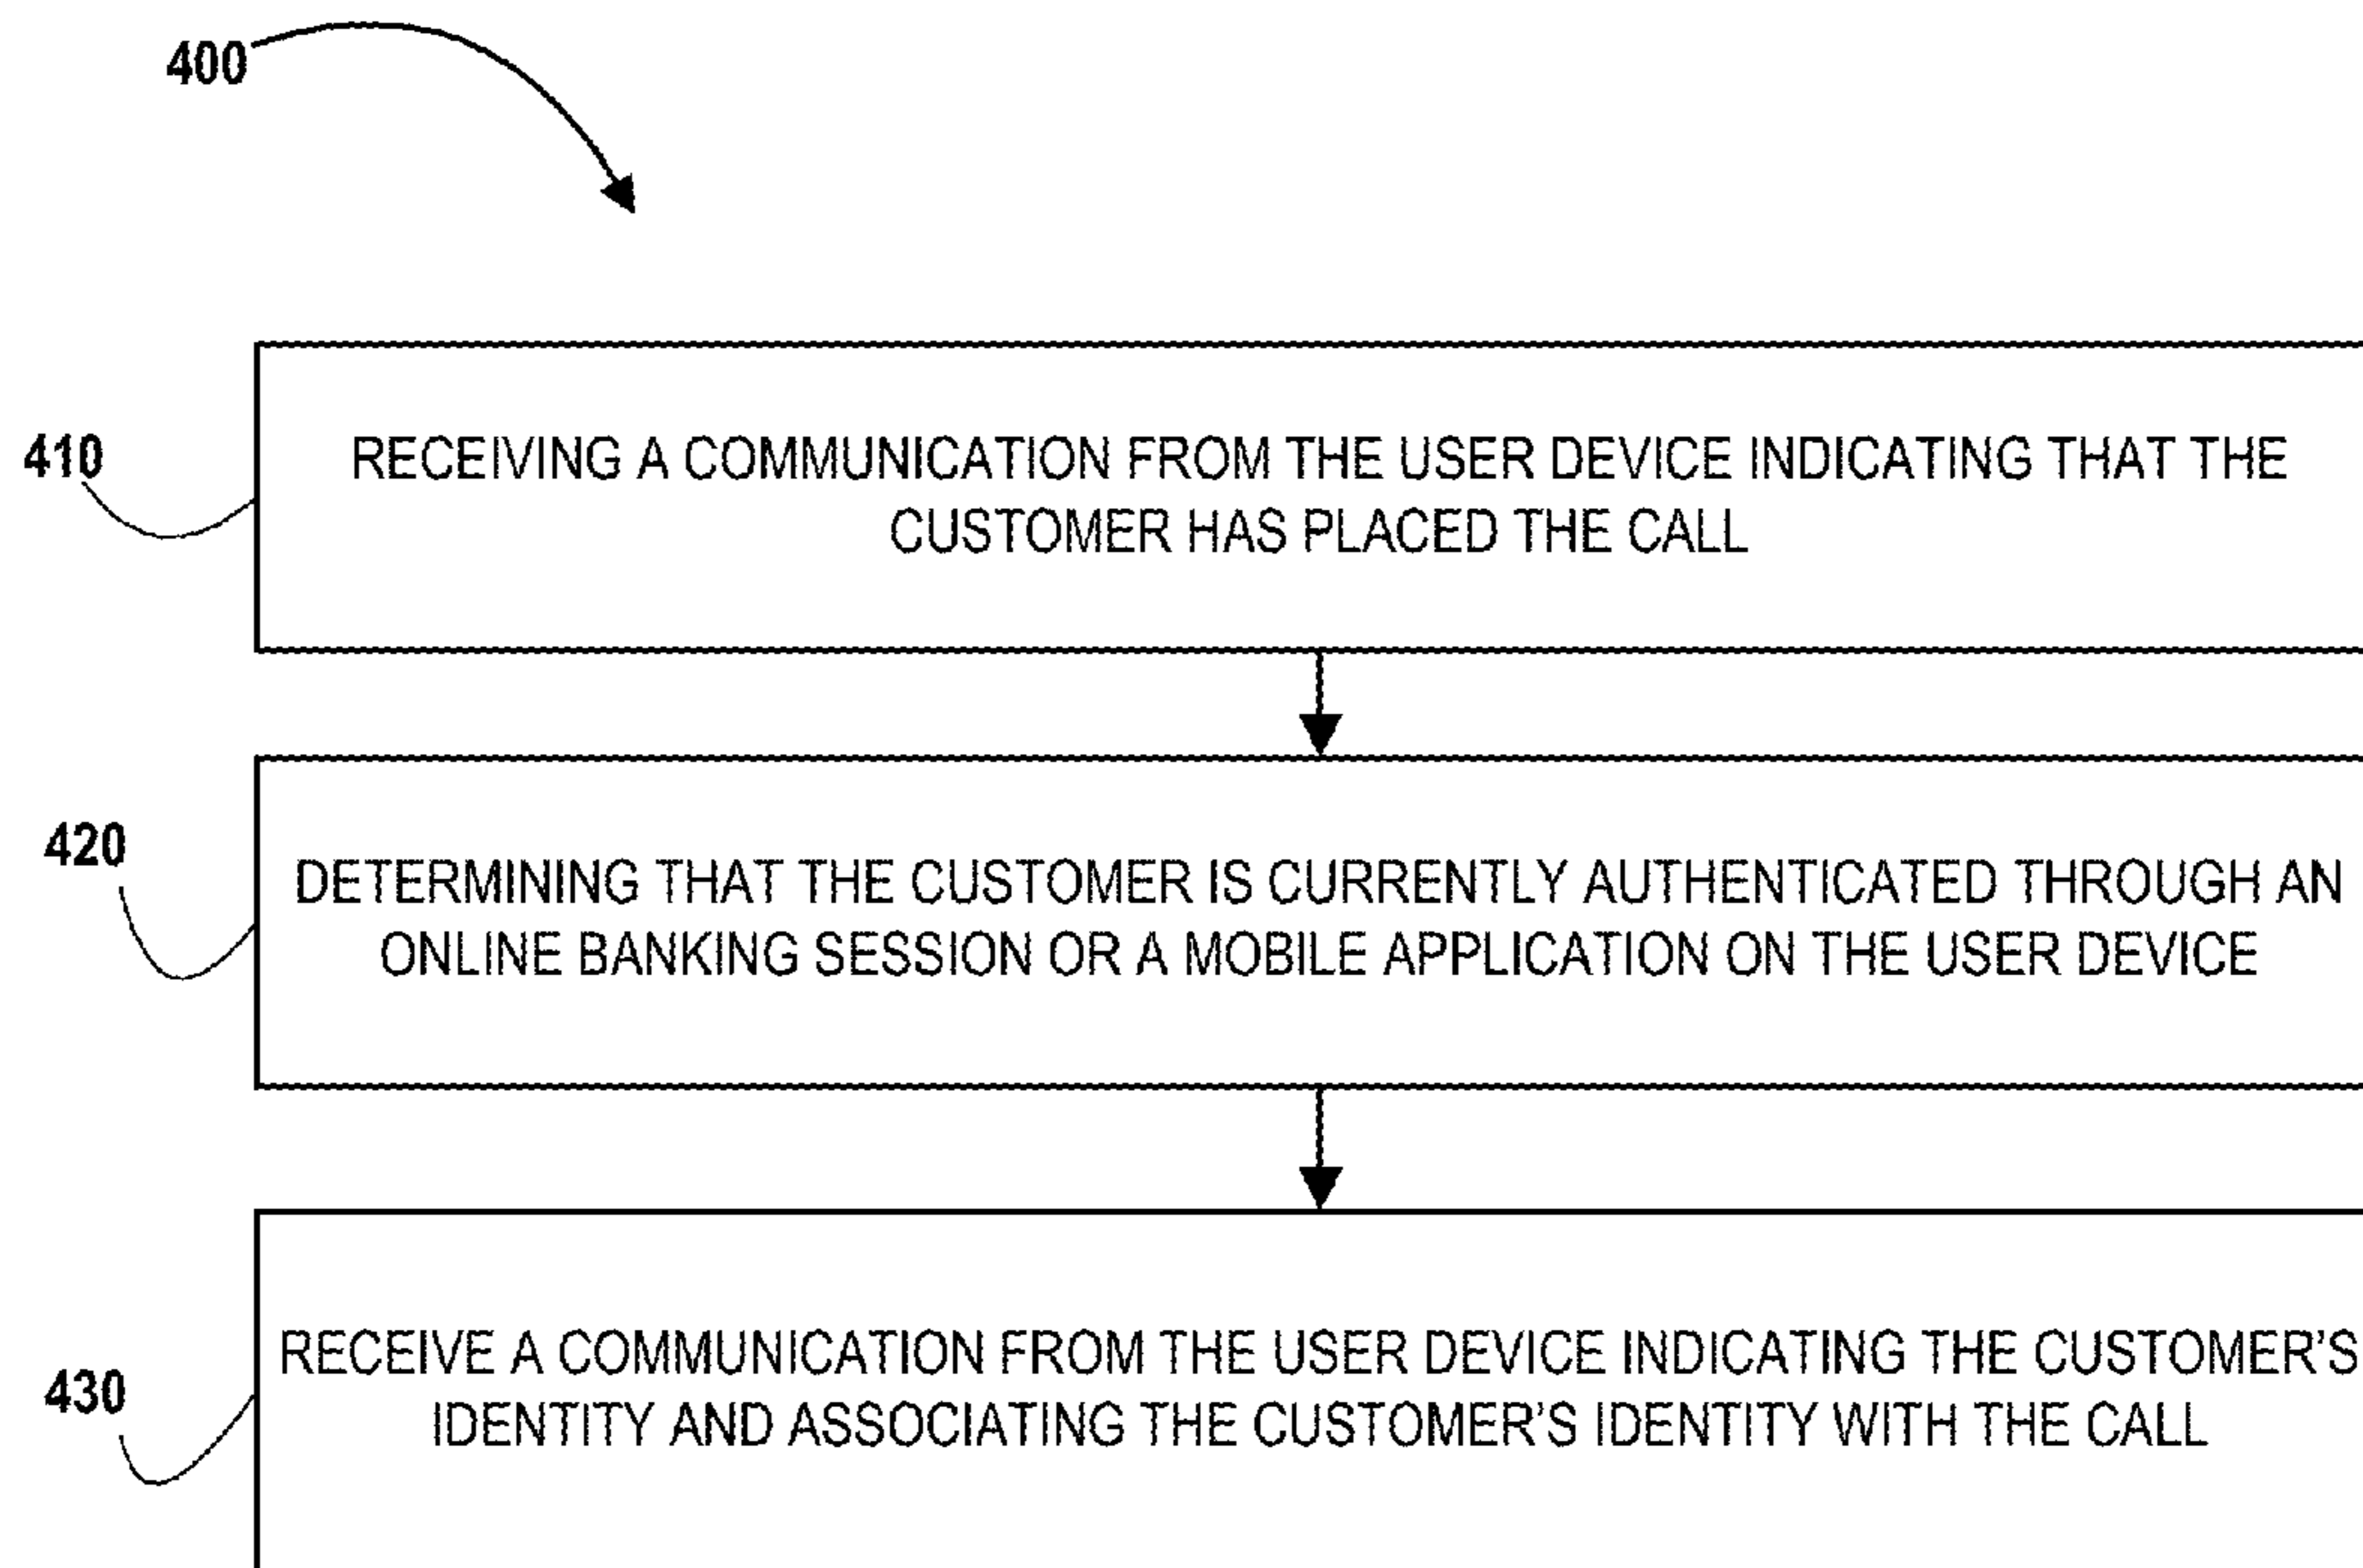 400
410
RECEIVING A COMMUNICATION FROM THE USER DEVICE INDICATING THAT THE
CUSTOMER HAS PLACED THE CALL
420
DETERMINING THAT THE CUSTOMER IS CURRENTLY AUTHENTICATED THROUGH AN
ONLINE BANKING SESSION OR A MOBILE APPLICATION ON THE USER DEVICE
430
RECEIVE A COMMUNICATION FROM THE USER DEVICE INDICATING THE CUSTOMER’S
IDENTITY AND ASSOCIATING THE CUSTOMER’S IDENTITY WITH THE CALL